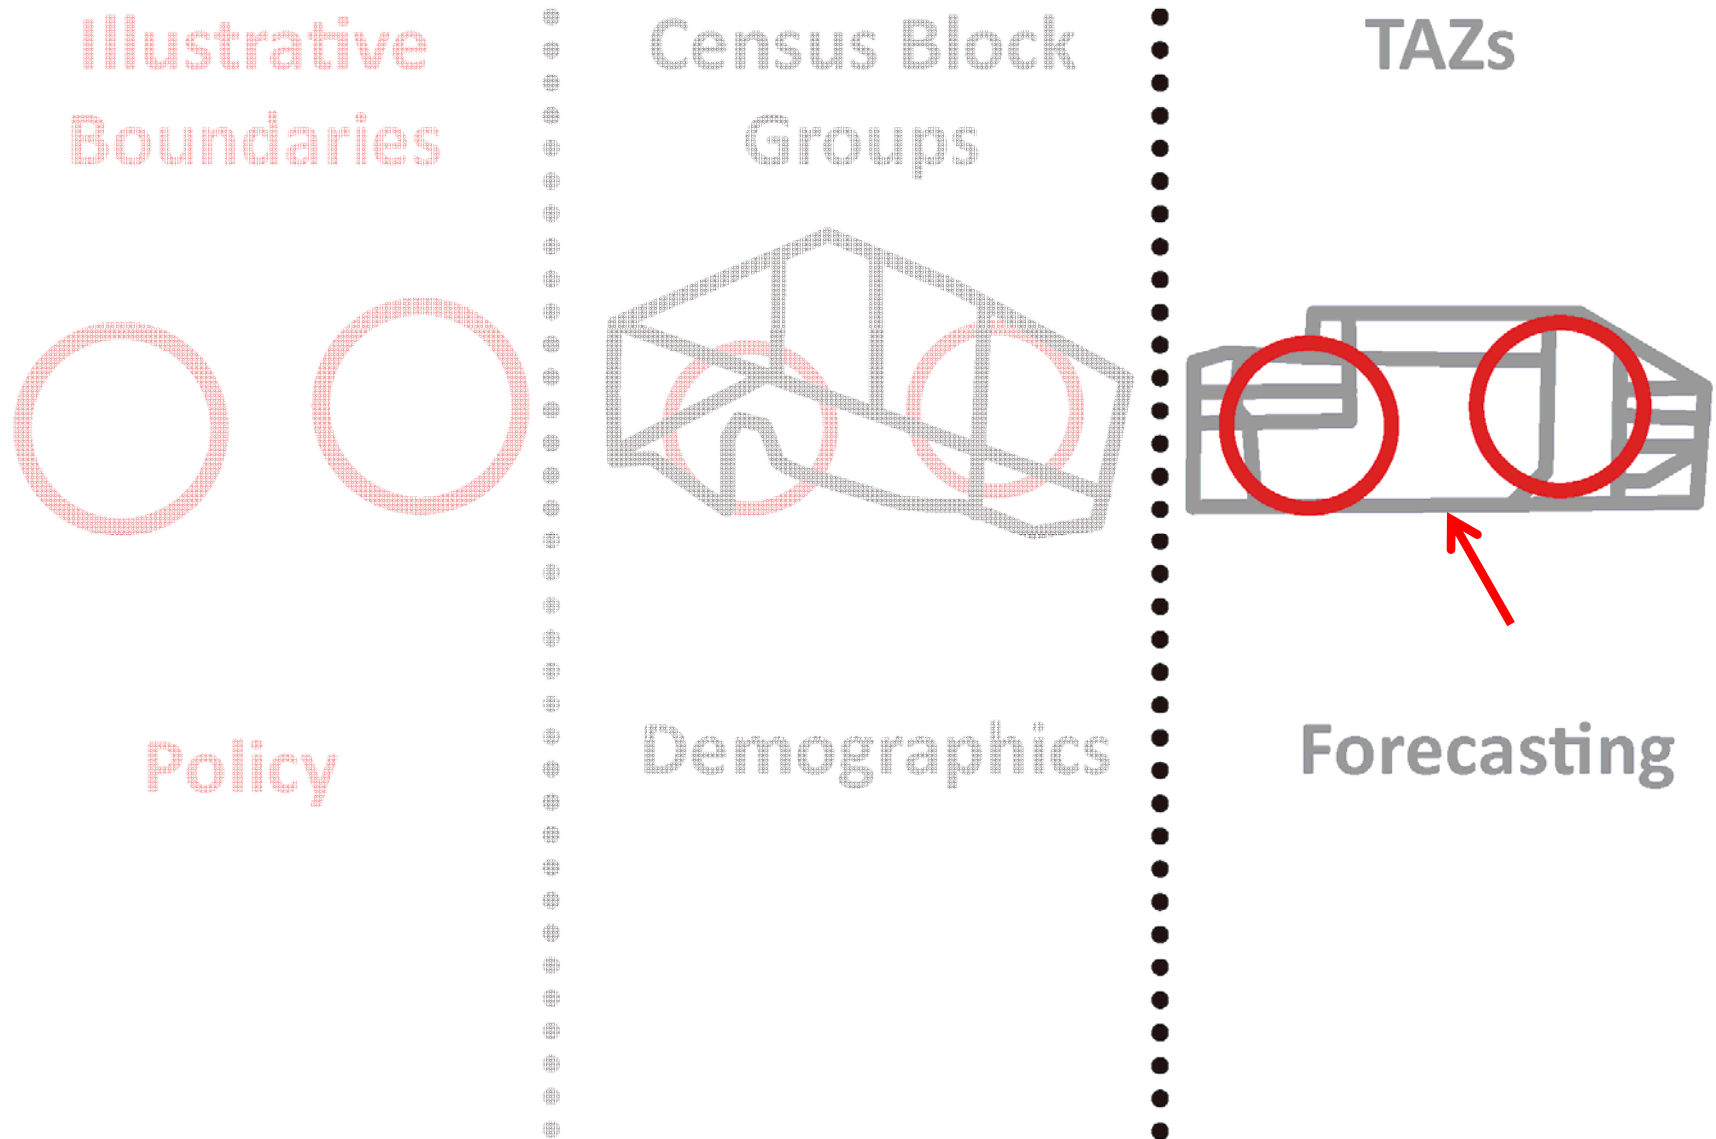 Illustrative
Boundaries
Policy
Census Block
Groups
Demographics
TAZs
Forecasting